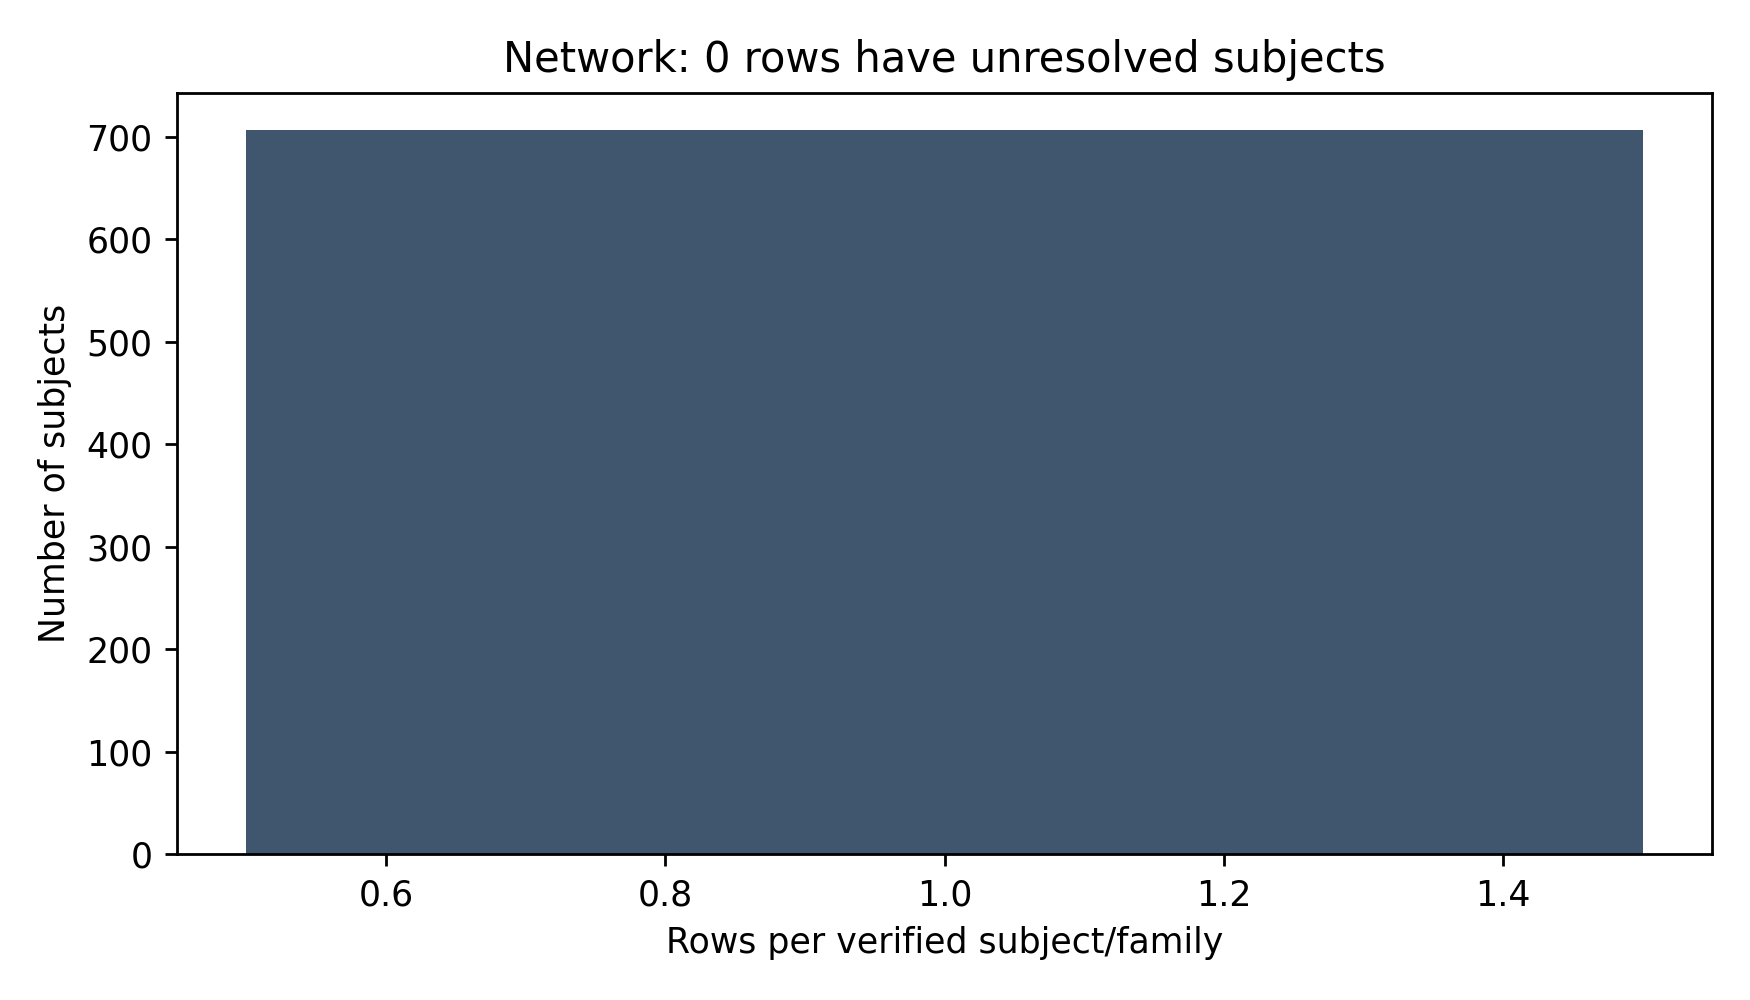 Network: 0 rows have unresolved subjects
700
600
500
400
300
200
100
0
Number of subjects
0.6 0.8 1.0 1.2 1.4
Rows per verified subject/family